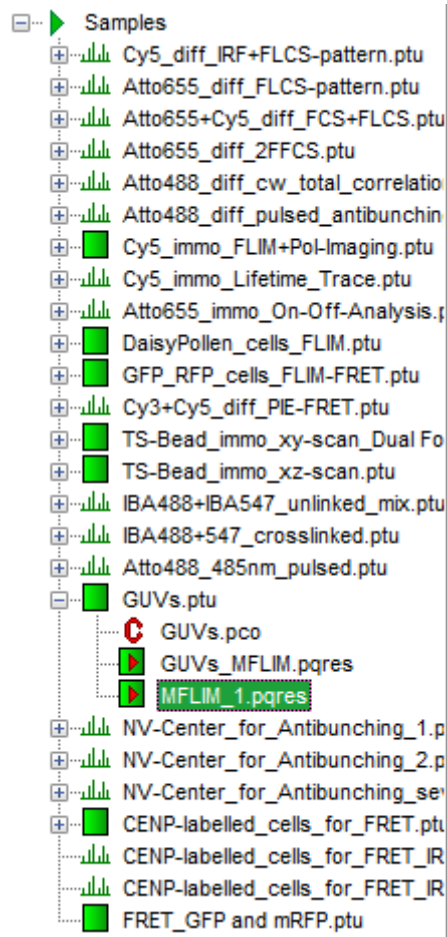 Samples
Cy5_diff_IRF+FLCS-pattern.ptu
Atto655_diff_FLCS-pattern.ptu
Atto655+Cy5_diff_FCS+FLCS.ptu
Atto655_diff_2FFCS.ptu
Atto488_diff_cw_total_correlatio
Atto488_diff_pulsed_antibunchin
Cy5_immo_FLIM+Pol-Imaging.ptu
Cy5_immo_Lifetime_Trace.ptu
Atto655_immo_On-Off-Analysis.p
DaisyPollen_cells_FLIM.ptu
GFP_RFP_cells_FLIM-FRET.ptu
Cy3+Cy5_diff_PIE-FRET.ptu
TS-Bead_immo_xy-scan_Dual Fo
TS-Bead_immo_xz-scan.ptu
IBA488+IBA547_unlinked_mix.ptu
IBA488+547_crosslinked.ptu
Atto488_485nm_pulsed.ptu
GUVs.ptu
GUVs.pco
GUVs_MFLIM.pqres
MFLIM_1.pqres
NV-Center_for_Antibunching_1.p
NV-Center_for_Antibunching_2.p
NV-Center_for_Antibunching_sev
CENP-labelled_cells_for_FRET.ptu
CENP-labelled_cells_for_FRET_IR
CENP-labelled_cells_for_FRET_IR
FRET_GFP and mRFP.ptu